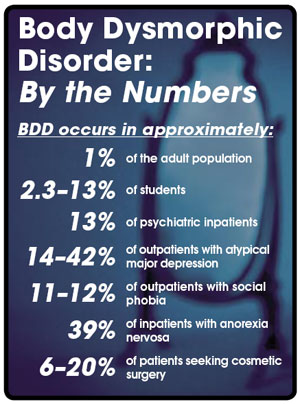 Body Dysmorphic
Disorder:
By the Numbers
BDD occurs in approximately:
1% of the adult population
2.3–13% of students
13% of psychiatric inpatients
14–42% of outpatients with atypical
major depression
11–12% of outpatients with social
phobia
39% of inpatients with anorexia
nervosa
6–20% of patients seeking cosmetic
surgery